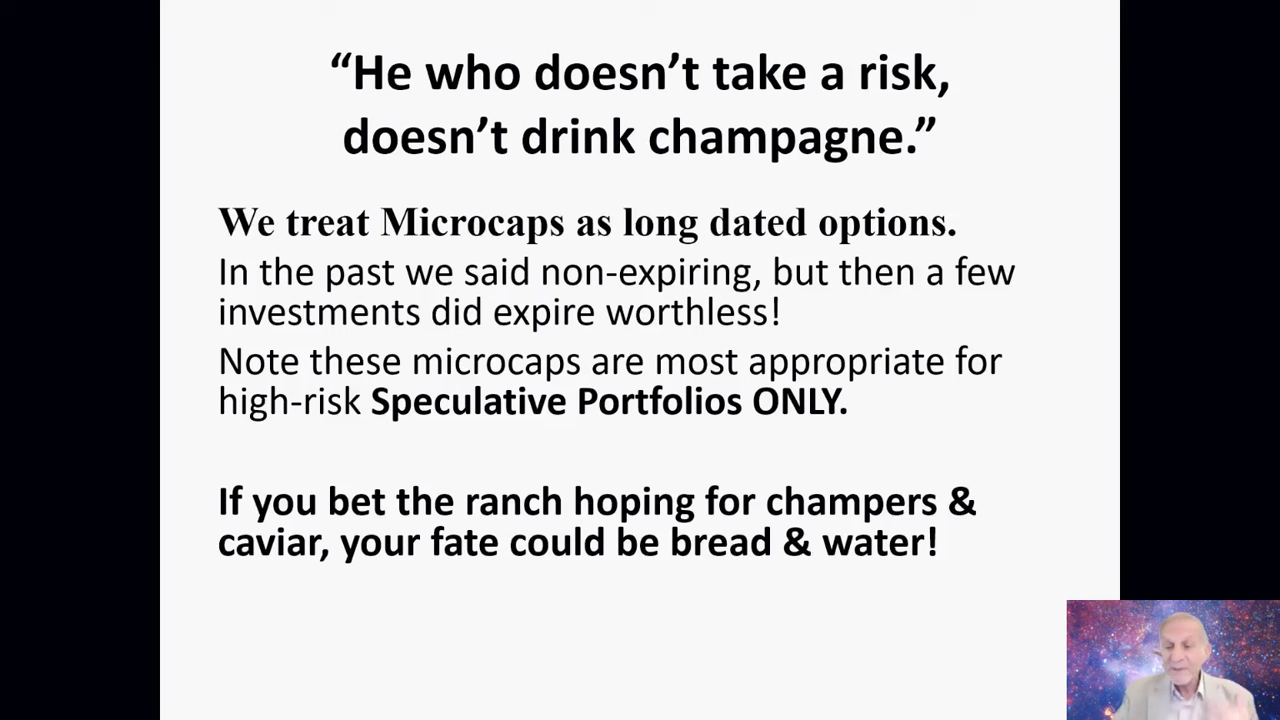 “He who doesn’t take a risk,
doesn’t drink champagne.”
We treat Microcaps as long dated options.
In the past we said non-expiring, but then a few
investments did expire worthless!
Note these microcaps are most appropriate for
high-risk Speculative Portfolios ONLY.
If you bet the ranch hoping for champers &
caviar, your fate could be bread & water!